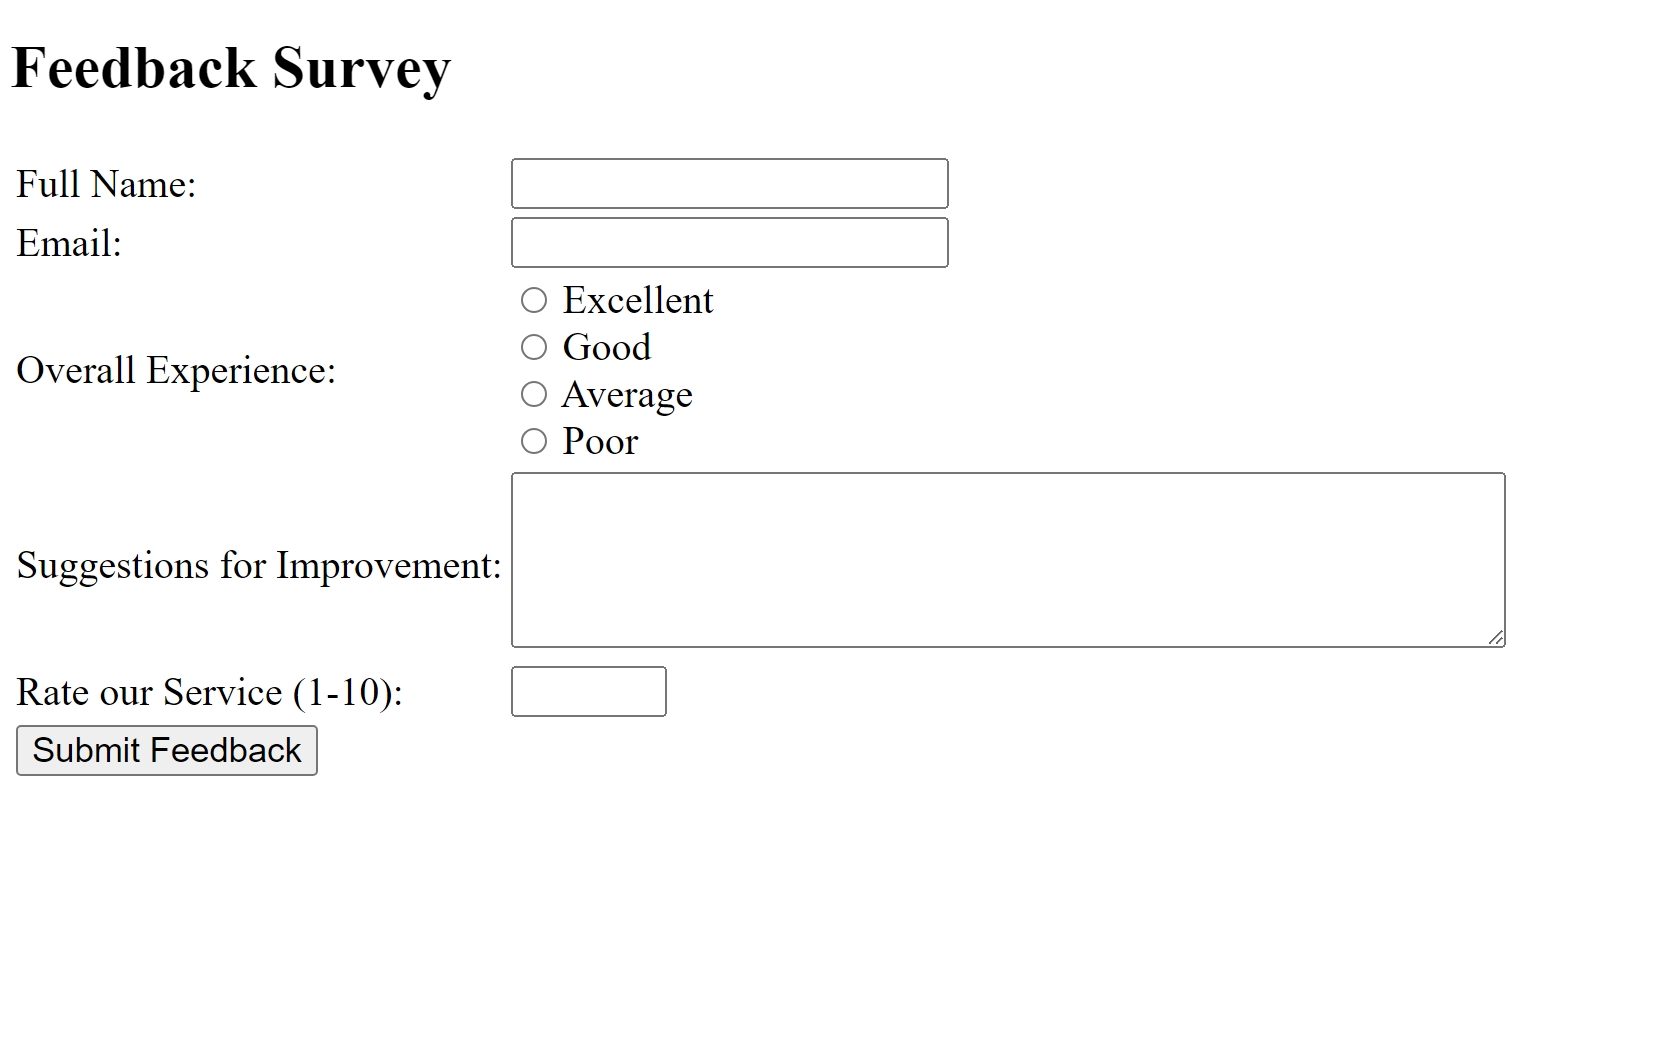 Feedback Survey
Full Name:
Email:
Overall Experience:
Excellent
Good
Average
Poor
Suggestions for Improvement:
Rate our Service (1-10):
Submit Feedback